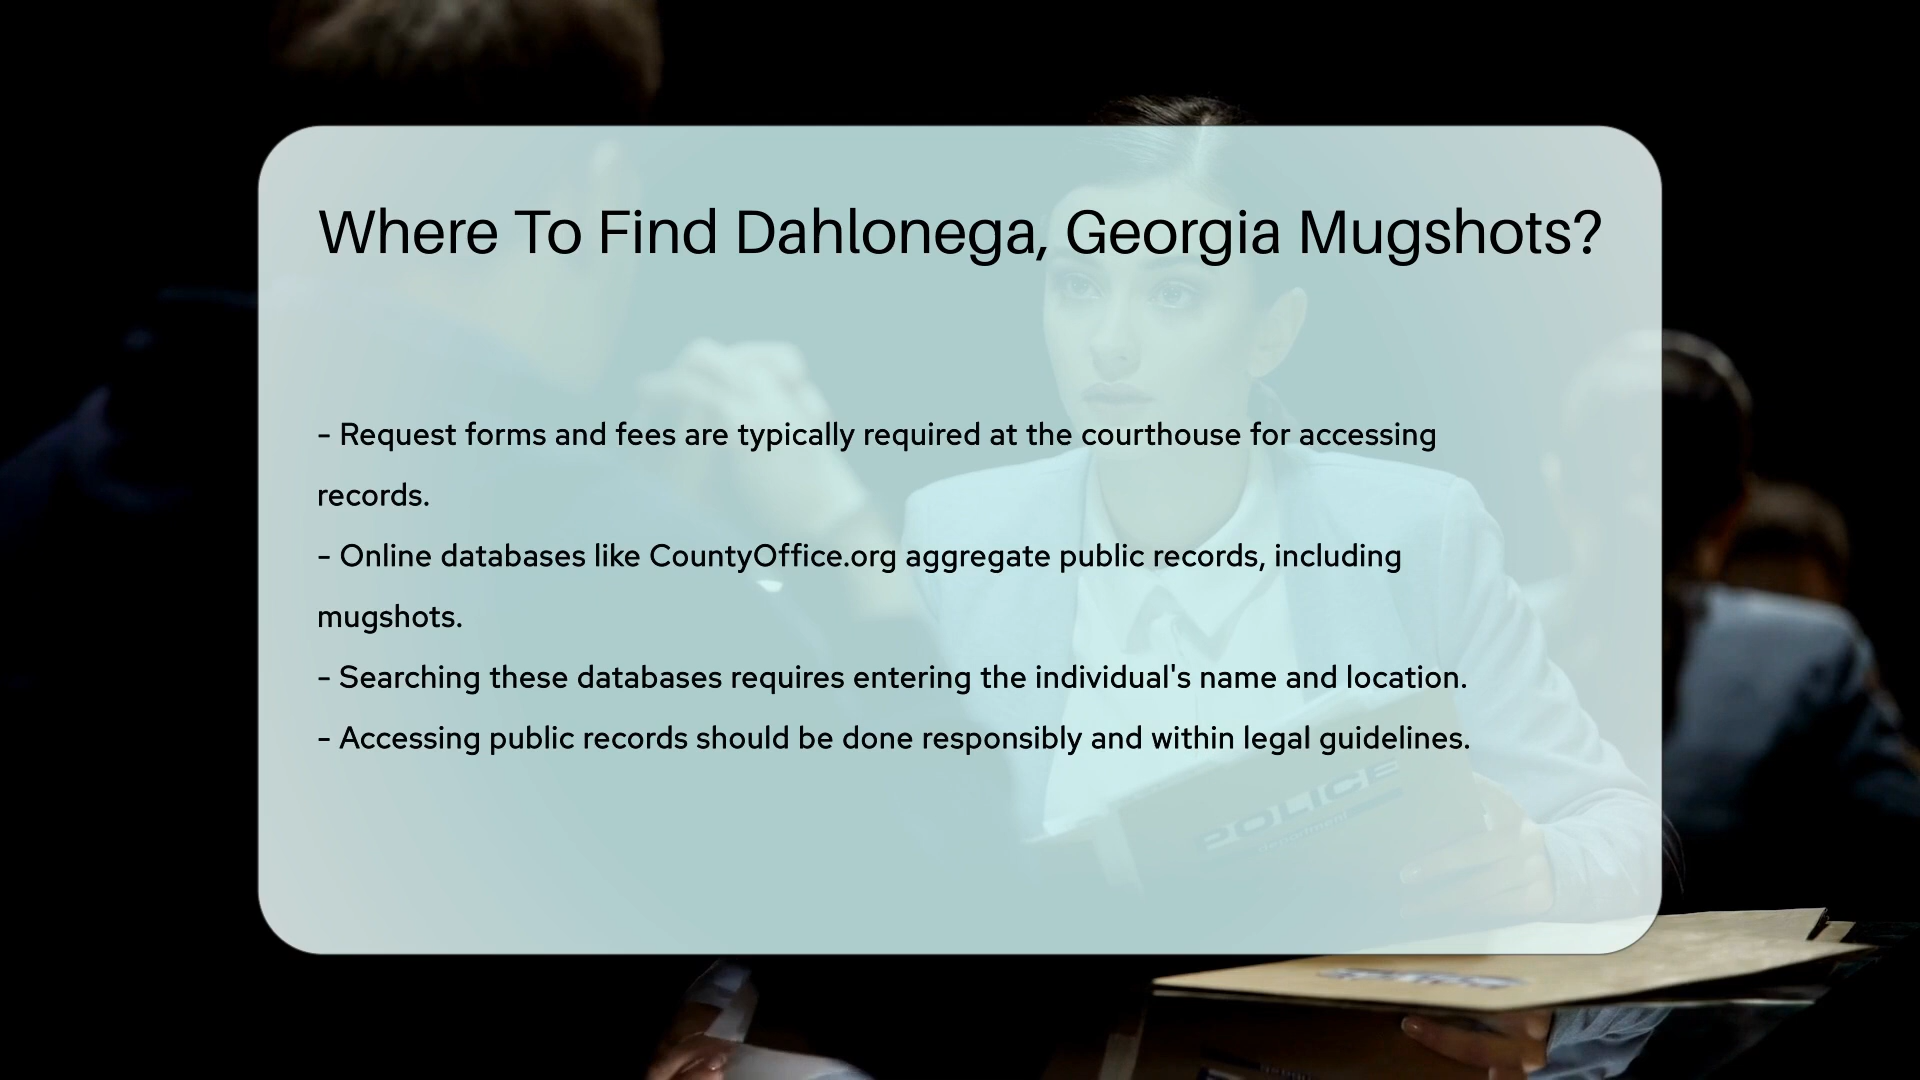 Where To Find Dahlonega, Georgia Mugshots?
- Request forms and fees are typically required at the courthouse for accessing
records.
- Online databases like CountyOffice.org aggregate public records, including
mugshots.
- Searching these databases requires entering the individual's name and location.
- Accessing public records should be done responsibly and within legal guidelines.
POLICE
department